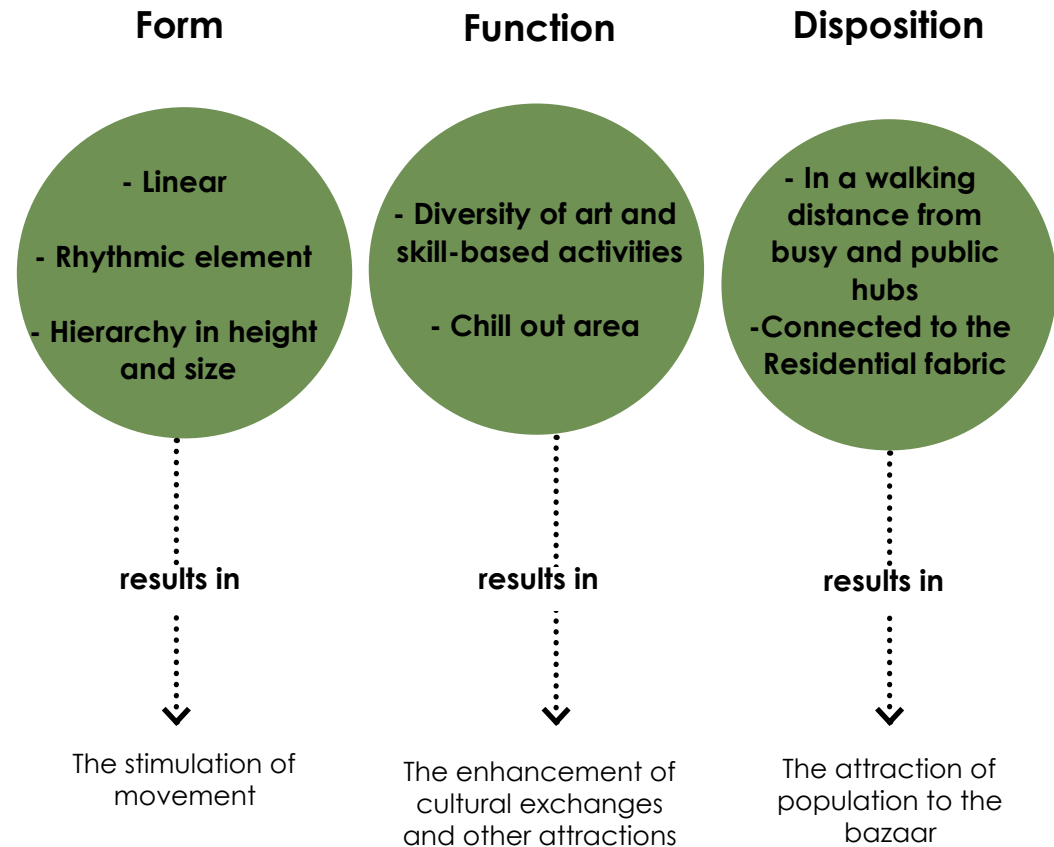 Form
Function
Disposition
- Linear
- Rhythmic element
- Hierarchy in height
and size
- Diversity of art and
skill-based activities
- Chill out area
- In a walking
distance from
busy and public
hubs
-Connected to the
Residential fabric
results in
results in
results in
The stimulation of
movement
The enhancement of
cultural exchanges
and other attractions
The attraction of
population to the
bazaar